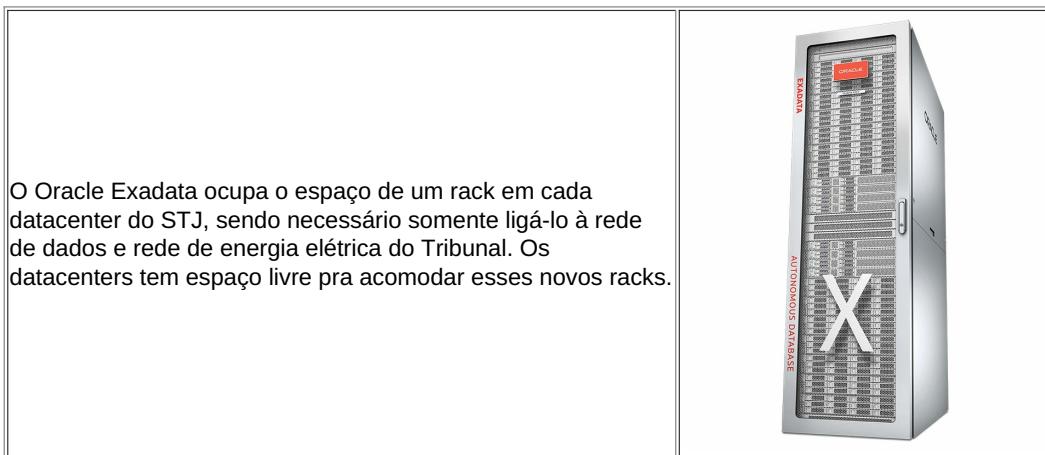 O Oracle Exadata ocupa o espaço de um rack em cada
datacenter do STJ, sendo necessário somente ligá-lo à rede
de dados e rede de energia elétrica do Tribunal. Os
datacenters tem espaço livre pra acomodar esses novos racks.
ORACLE
EXADATA
ORACLE
AUTONOMOUS DATABASE
X